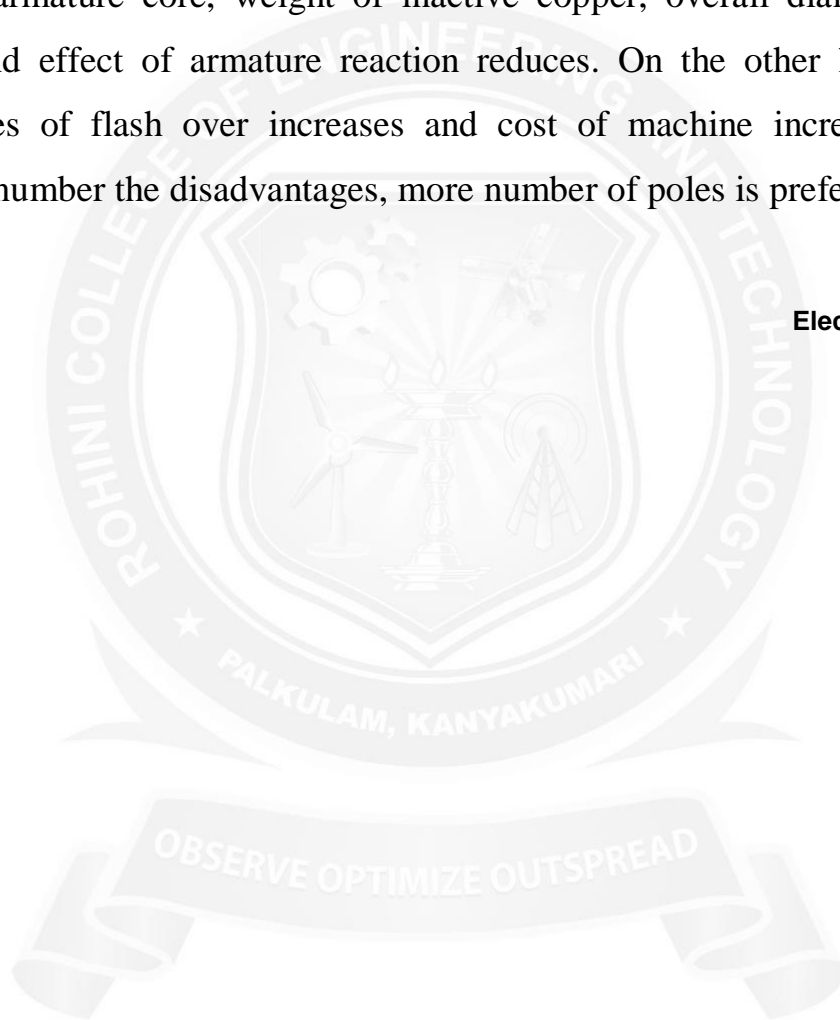 armature core, weight of inactive copper, overall dia
nd effect of armature reaction reduces. On the other
es of flash over increases and cost of machine incre
number the disadvantages, more number of poles is prefe
Elec
ROHINI COLLEGE OF ENGINEERING AND TECHNOLOGY
PALKULAM, KANYAKUMARI
OBSERVE OPTIMIZE OUTSPREAD